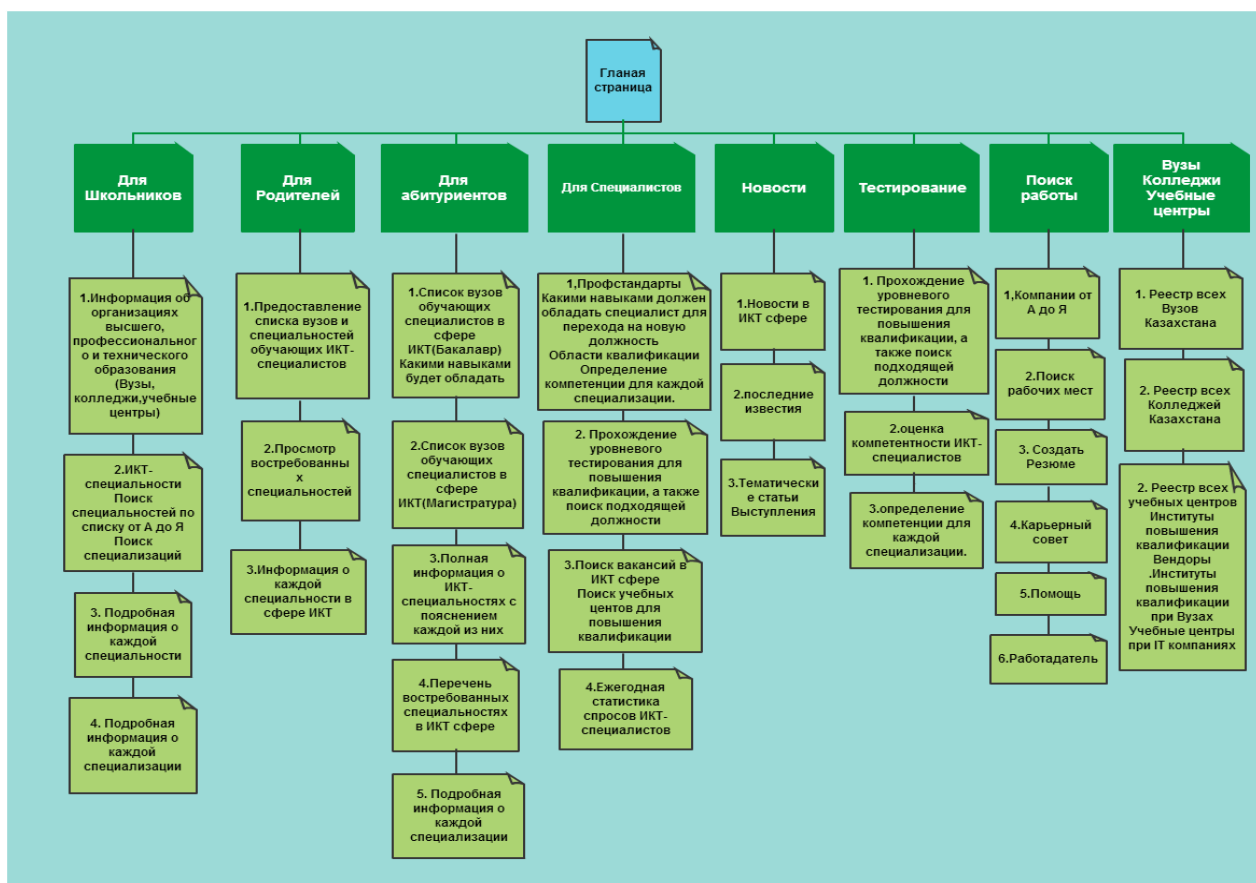 Гланая
страница
Для
Школьников
Для
Родителей
Для
абитуриентов
Для Специалистов
Новости
Тестирование
Поиск
работы
Вузы
Колледжи
Учебные
центры
1.Информация об
организациях
высшего,
профессионально
го и технического
образования
(Вузы,
колледжи,учебные
центры)
2.ИКТ-
специальности
Поиск
специальностей по
списку от А до Я
Поиск
специализаций
3. Подробная
информация о
каждой
специальности
4. Подробная
информация о
каждой
специализации
1.Предоставление
списка вузов и
специальностей
обучающих ИКТ-
специалистов
2.Просмотр
востребованны
х
специальностей
3.Информация о
каждой
специальности в
сфере ИКТ
1.Список вузов
обучающих
специалистов в
сфере
ИКТ(Бакалавр)
Какими навыками
будет обладать
2.Список вузов
обучающих
специалистов в
сфере
ИКТ(Магистратура)
3.Полная
информация о
ИКТ-
специальностях с
пояснением
каждой из них
4.Перечень
востребованных
специальностях
в ИКТ сфере
5. Подробная
информация о
каждой
специализации
1,Профстандарты
Какими навыками должен
обладать специалист для
перехода на новую
должность
Области квалификации
Определение
компетенции для каждой
специализации.
2. Прохождение
уровневого
тестирования для
повышения
квалификации, а также
поиск подходящей
должности
3.Поиск вакансий в
ИКТ сфере
Поиск учебных
центов для
повышения
квалификации
4.Ежегодная
статистика
спросов ИКТ-
специалистов
1.Новости в
ИКТ сфере
2.последние
известия
3.Тематически
е статьи
Выступления
1. Прохождение
уровневого
тестирования для
повышения
квалификации, а
также поиск
подходящей
должности
2.оценка
компетентности ИКТ-
специалистов
3.определение
компетенции для
каждой
специализации.
1,Компании от
А до Я
2.Поиск
рабочих мест
3. Создать
Резюме
4.Карьерный
совет
5.Помощь
6.Работадатель
1. Реестр всех
Вузов
Казахстана
2. Реестр всех
Колледжей
Казахстана
2. Реестр всех
учебных центров
Институты
повышения
квалификации
Вендоры
.Институты
повышения
квалификации
при Вузах
Учебные центры
при IT компаниях